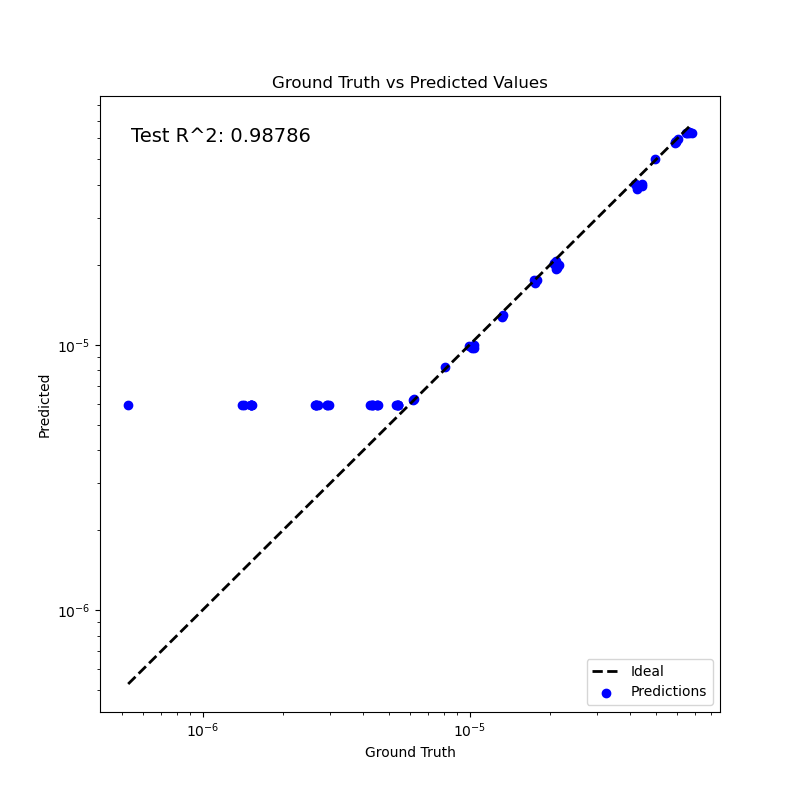 Ground Truth vs Predicted Values
Test R^2: 0.98786
Predicted
10⁻⁵
10⁻⁶
10⁻⁶
10⁻⁵
Ground Truth
Ideal
Predictions